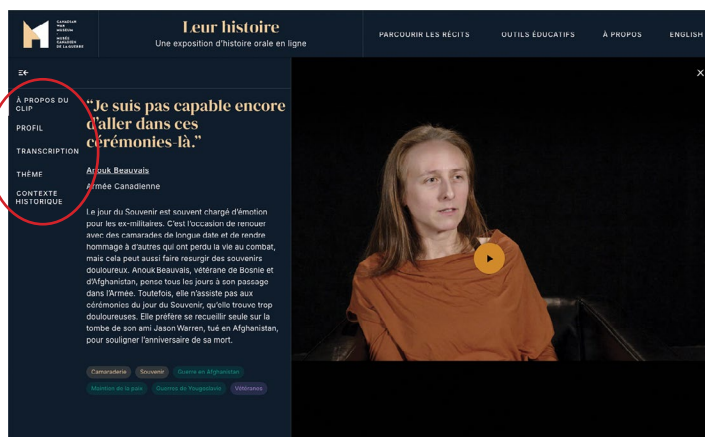 CANADIAN
WAR
MUSEUM
MUSÉE
CANADIEN
DE LA GUERRE
Leur histoire
Une exposition d'histoire orale en ligne
PARCOURIR LES RÉCITS
OUTILS ÉDUCATIFS
À PROPOS
ENGLISH
À PROPOS DU
CLIP
PROFIL
TRANSCRIPTION
THÈME
CONTEXTE
HISTORIQUE
“Je suis pas capable encore
d'aller dans ces
cérémonies-là.”
Anouk Beauvais
Armée Canadienne
Le jour du Souvenir est souvent chargé d'émotion
pour les ex-militaires. C'est l'occasion de renouer
avec des camarades de longue date et de rendre
hommage à d'autres qui ont perdu la vie au combat,
mais cela peut aussi faire resurgir des souvenirs
douloureux. Anouk Beauvais, vétérane de Bosnie et
d'Afghanistan, pense tous les jours à son passage
dans l'Armée. Toutefois, elle n'assiste pas aux
cérémonies du jour du Souvenir, qu'elle trouve trop
douloureuses. Elle préfère se recueillir seule sur la
tombe de son ami Jason Warren, tué en Afghanistan,
pour souligner l'anniversaire de sa mort.
Camaraderie
Souvenir
Guerre en Afghanistan
Maintien de la paix
Guerres de Yougoslavie
Vétérance
X